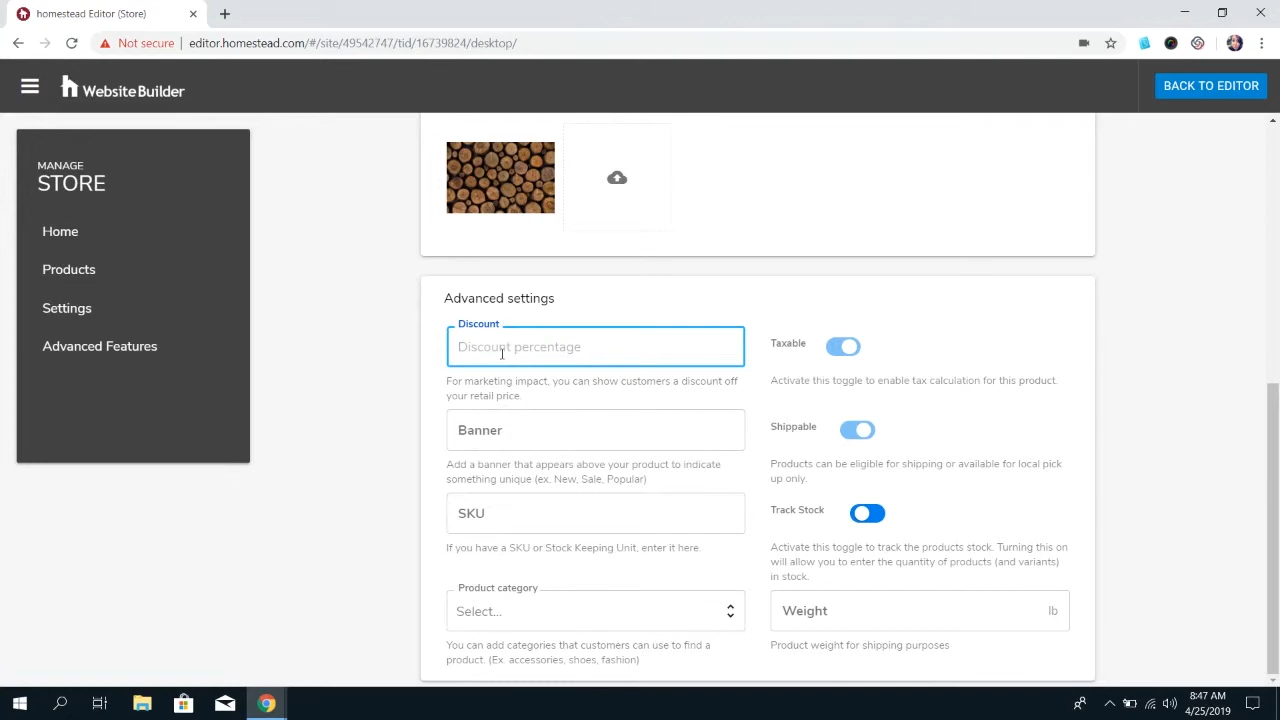 homestead Editor (Store)
Not secure
editor.homestead.com/#/site/49542747/tid/16739824/desktop/
WebsiteBuilder
BACK TO EDITOR
MANAGE
STORE
Home
Products
Settings
Advanced Features
Advanced settings
Discount
Discount percentage
For marketing impact, you can show customers a discount off
your retail price.
Banner
Add a banner that appears above your product to indicate
something unique (ex. New, Sale, Popular)
SKU
If you have a SKU or Stock Keeping Unit, enter it here.
Product category
Select...
You can add categories that customers can use to find a
product. (Ex. accessories, shoes, fashion)
Taxable
Activate this toggle to enable tax calculation for this product.
Shippable
Products can be eligible for shipping or available for local pick
up only.
Track Stock
Activate this toggle to track the products stock. Turning this on
will allow you to enter the quantity of products (and variants)
in stock.
Weight lb
Product weight for shipping purposes
8:47 AM
4/25/2019